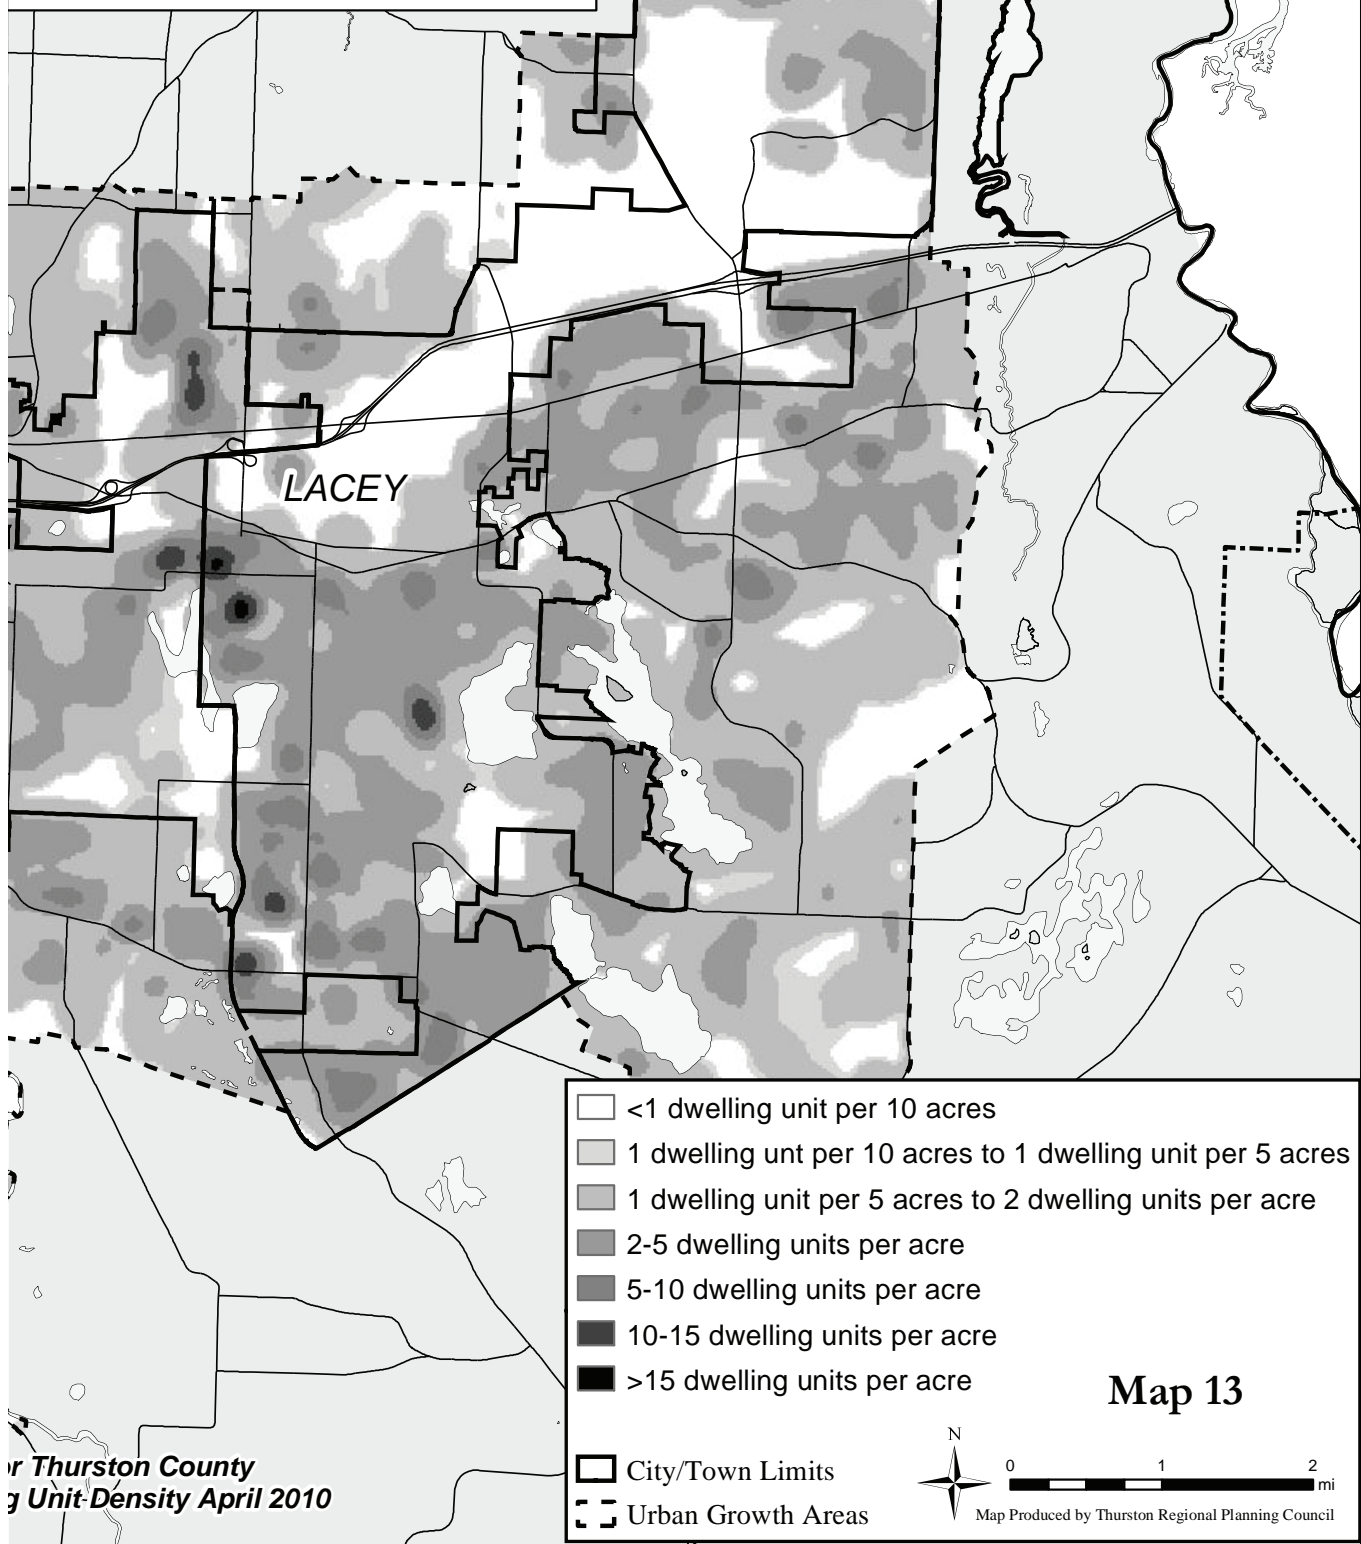 LACEY
<1 dwelling unit per 10 acres
1 dwelling unt per 10 acres to 1 dwelling unit per 5 acres
1 dwelling unit per 5 acres to 2 dwelling units per acre
2-5 dwelling units per acre
5-10 dwelling units per acre
10-15 dwelling units per acre
>15 dwelling units per acre
Map 13
City/Town Limits
Urban Growth Areas
N
0 1 2
mi
Map Produced by Thurston Regional Planning Council
r Thurston County
g Unit Density April 2010